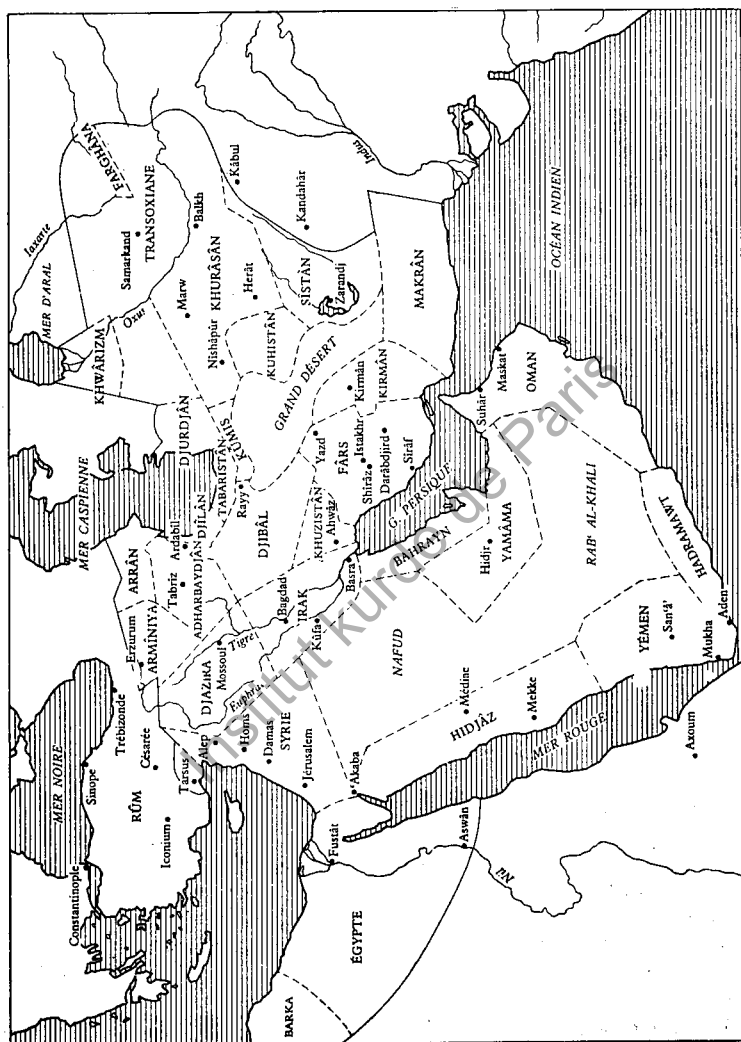 MER NOIRE
Constantinople
Sinope
Trébizonde
RÛM
Césarée
Iconium
Tarsus
Erzurum
ARMÎNIYA
ARRÂN
MER CASPIENNE
Tabrîz
Ardabîl
ADHARBAYDJÂN
DJÎLÂN
TABARISTÂN
ḲÛMIS
DJURDJÂN
KHWÂRIZM
MER D'ARAL
Iaxarte
Oxus
FARGHÂNA
TRANSOXIANE
Samarkand
Balkh
Marw
KHURÂSÂN
Nîshâpûr
Herât
KUHISTÂN
Kâbul
Kandahâr
Indus
SISTÂN
Zarandj
GRAND DÉSERT
MAKRÂN
KIRMÂN
Kirmân
Yazd
FÂRS
Istakhr
Shîrâz
Darâbdjird
Sîrâf
Rayy
DJIBÂL
KHUZISTÂN
Ahwâz
DJAZÎRA
Mossoul
Tigre
Euphrate
Bagdad
IRAK
Kûfa
Basra
Alep
Homs
SYRIE
Damas
Jérusalem
‘Akaba
Fustât
ÉGYPTE
BARKA
Aswân
Nil
G. PERSIQUE
BAHRAYN
Hidjr
YAMÂMA
NAFUD
Médine
HIDJÂZ
Mekke
MER ROUGE
Axoum
YÉMEN
San‘â’
Mukha
Aden
HADRAMAWT
RAB‘ AL-KHALI
OMAN
Suhâr
Maskat
OCÉAN INDIEN
Institut kurde de Paris